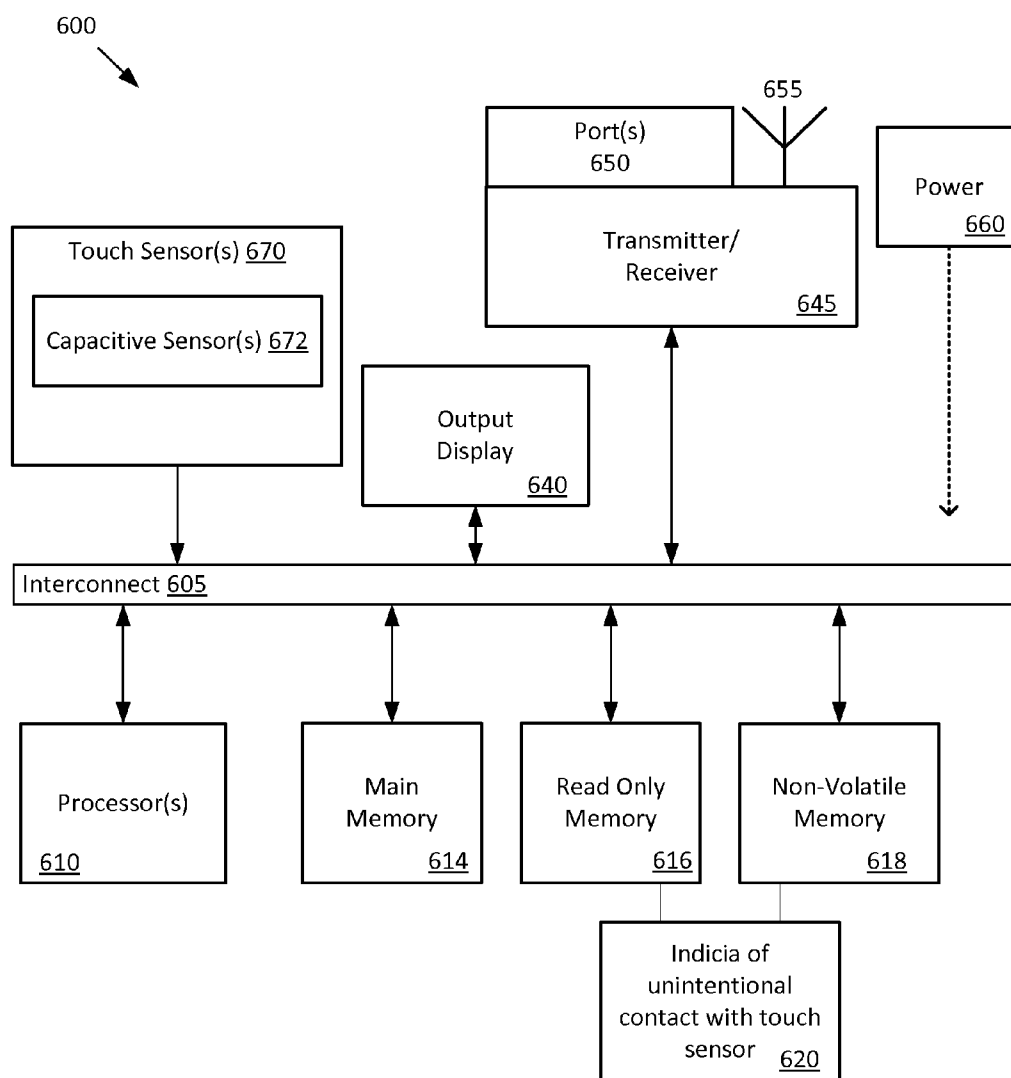 600
655
Port(s)
650
Power
660
Transmitter/
Receiver
645
Touch Sensor(s) 670
Capacitive Sensor(s) 672
Output
Display
640
Interconnect 605
Processor(s)
610
Main
Memory
614
Read Only
Memory
616
Non-Volatile
Memory
618
Indicia of
unintentional
contact with touch
sensor
620